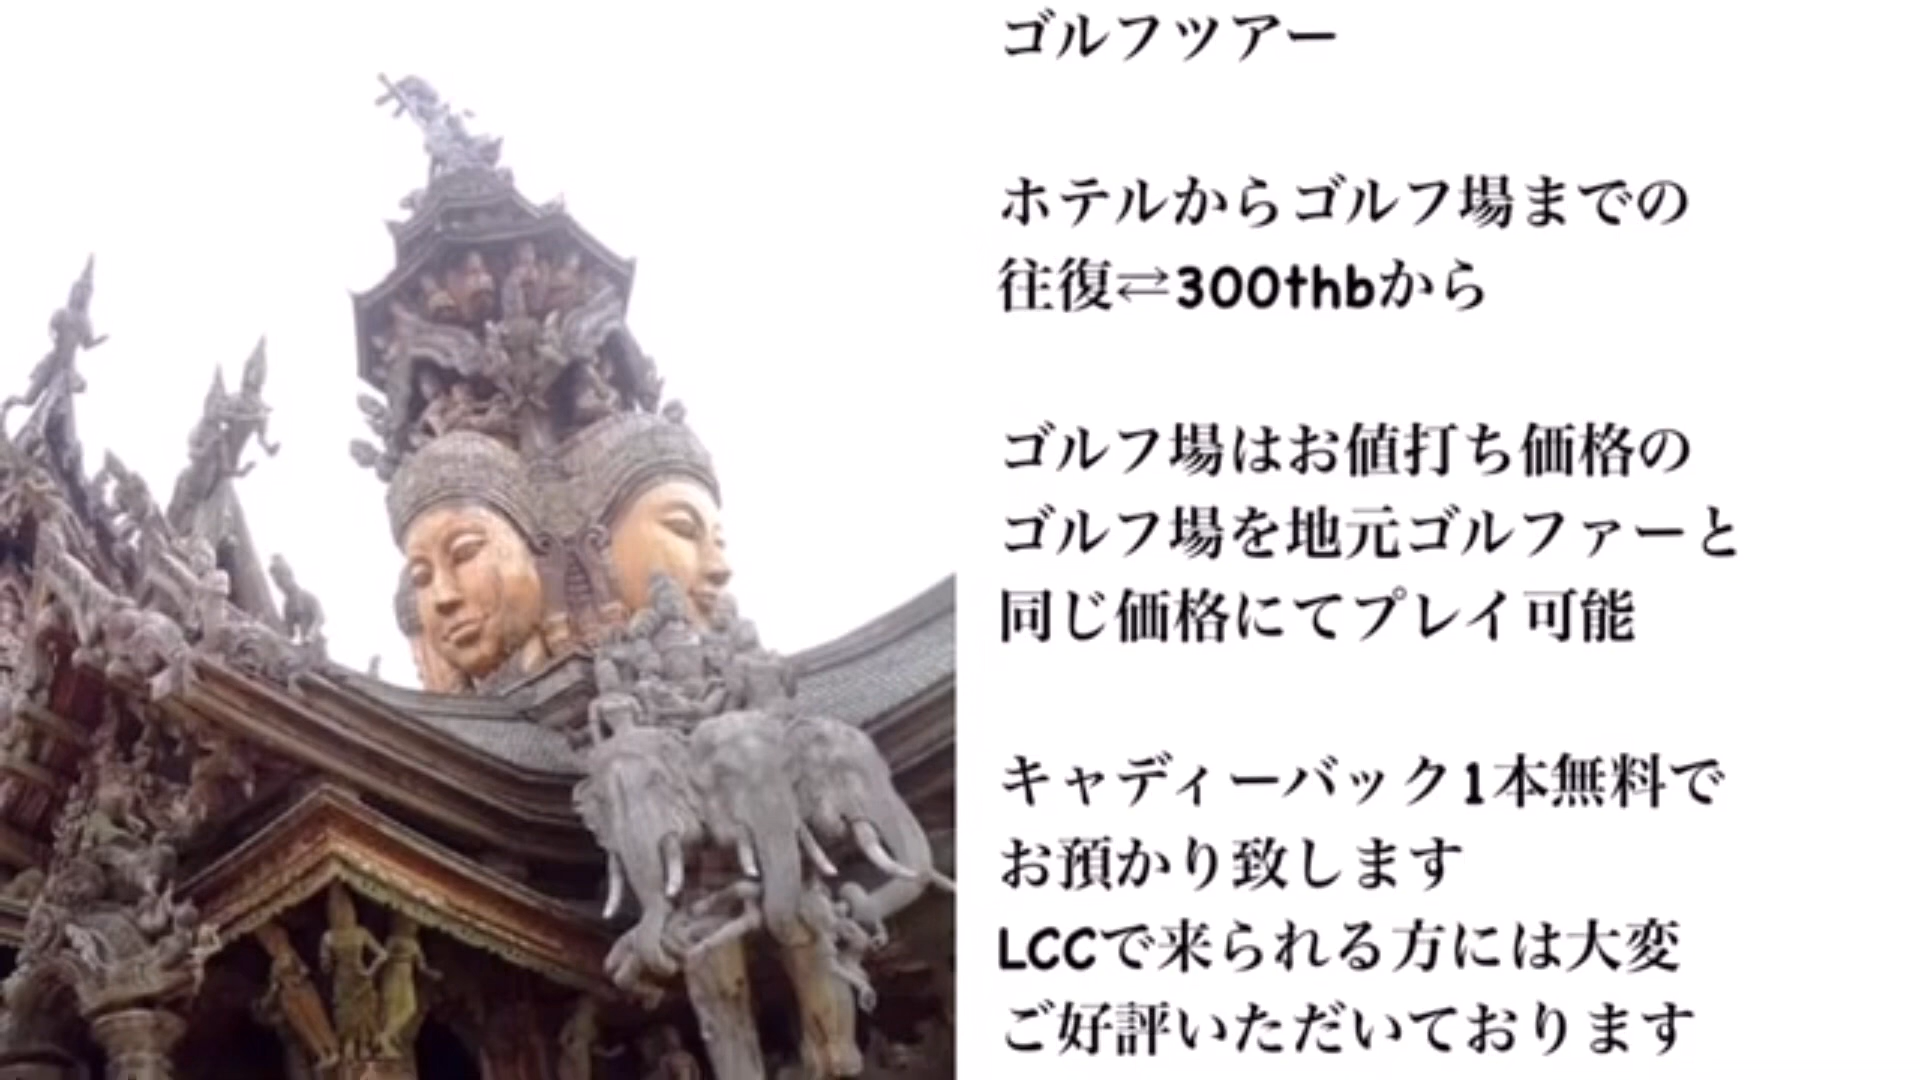 ゴルフツアー
ホテルからゴルフ場までの
往復⇄300thbから
ゴルフ場はお値打ち価格の
ゴルフ場を地元ゴルファーと
同じ価格にてプレイ可能
キャディーバック1本無料で
お預かり致します
LCCで来られる方には大変
ご好評いただいております